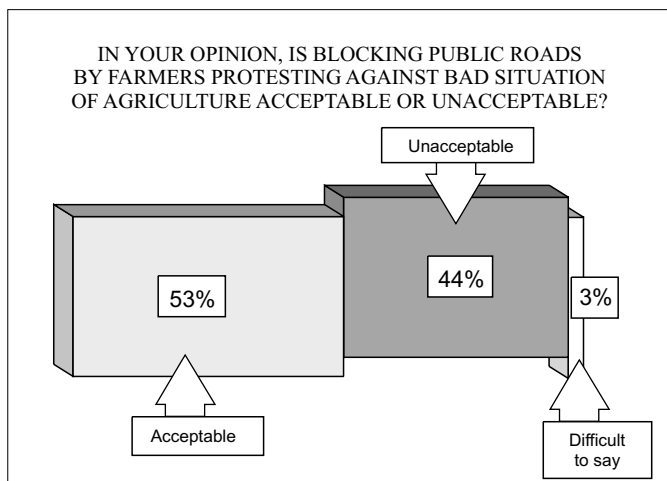 IN YOUR OPINION, IS BLOCKING PUBLIC ROADS
BY FARMERS PROTESTING AGAINST BAD SITUATION
OF AGRICULTURE ACCEPTABLE OR UNACCEPTABLE?
Unacceptable
53%
44%
3%
Acceptable
Difficult
to say